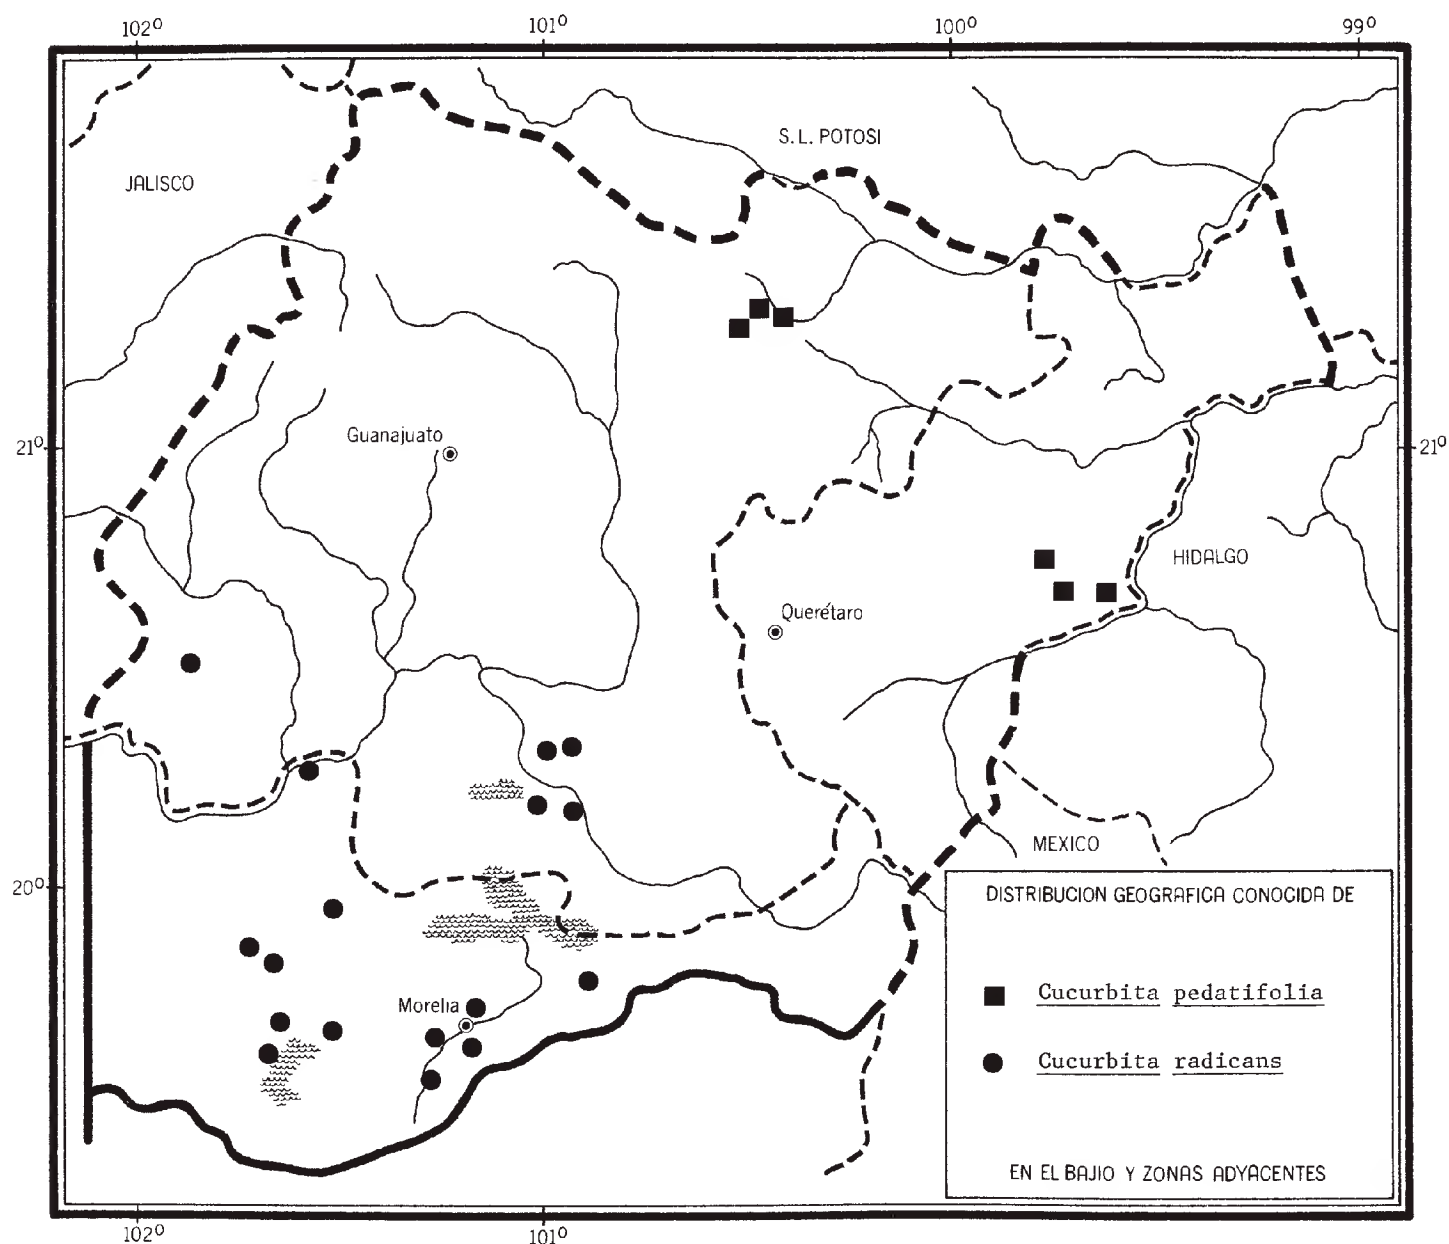 102º 101º 100º 99º
S.L. POTOSI
JALISCO
Guanajuato
21º 21º
HIDALGO
Querétaro
MEXICO
20º
DISTRIBUCION GEOGRAFICA CONOCIDA DE
Cucurbita pedatifolia
Morelia
Cucurbita radicans
EN EL BAJIO Y ZONAS ADYACENTES
102º 101º